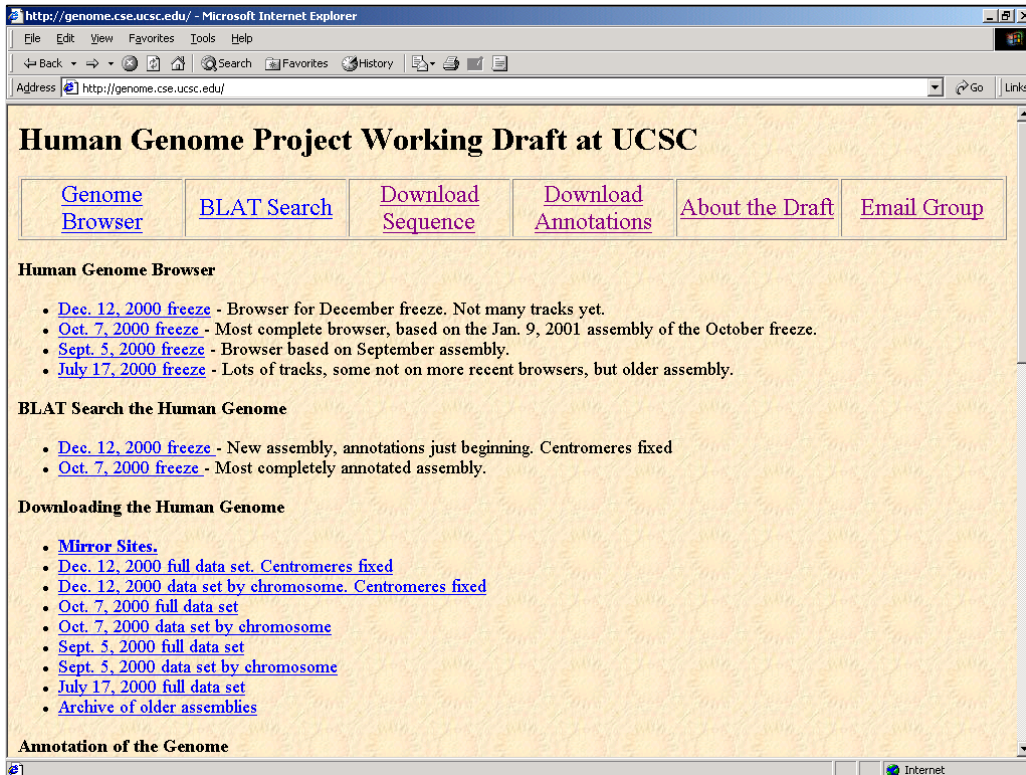 http://genome.cse.ucsc.edu/ - Microsoft Internet Explorer
File Edit View Favorites Tools Help
Back Search Favorites History
Address http://genome.cse.ucsc.edu/ Go Links
Human Genome Project Working Draft at UCSC
Genome Browser BLAT Search Download Sequence Download Annotations About the Draft Email Group
Human Genome Browser
Dec. 12, 2000 freeze - Browser for December freeze. Not many tracks yet.
Oct. 7, 2000 freeze - Most complete browser, based on the Jan. 9, 2001 assembly of the October freeze.
Sept. 5, 2000 freeze - Browser based on September assembly.
July 17, 2000 freeze - Lots of tracks, some not on more recent browsers, but older assembly.
BLAT Search the Human Genome
Dec. 12, 2000 freeze - New assembly, annotations just beginning. Centromeres fixed
Oct. 7, 2000 freeze - Most completely annotated assembly.
Downloading the Human Genome
Mirror Sites.
Dec. 12, 2000 full data set. Centromeres fixed
Dec. 12, 2000 data set by chromosome. Centromeres fixed
Oct. 7, 2000 full data set
Oct. 7, 2000 data set by chromosome
Sept. 5, 2000 full data set
Sept. 5, 2000 data set by chromosome
July 17, 2000 full data set
Archive of older assemblies
Annotation of the Genome
Internet